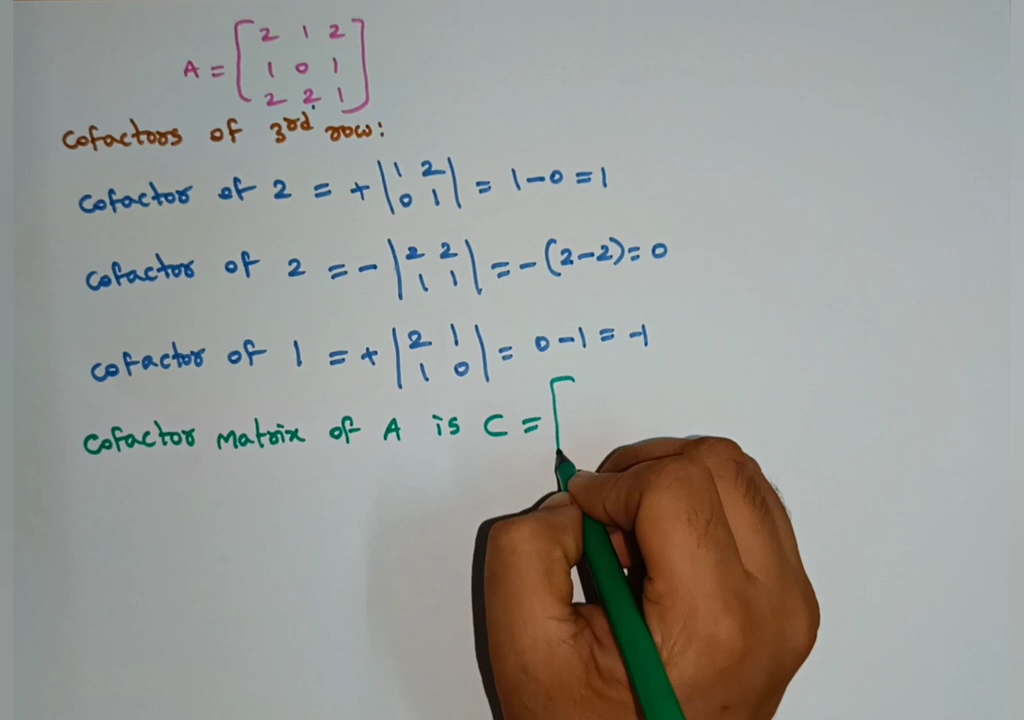 A = [2 1 2
1 0 1
2 2 1]
Cofactors of 3rd row:
Cofactor of 2 = + |1 2
0 1| = 1-0 = 1
Cofactor of 2 = - |2 2
1 1| = -(2-2) = 0
Cofactor of 1 = + |2 1
1 0| = 0-1 = -1
Cofactor Matrix of A is C = [